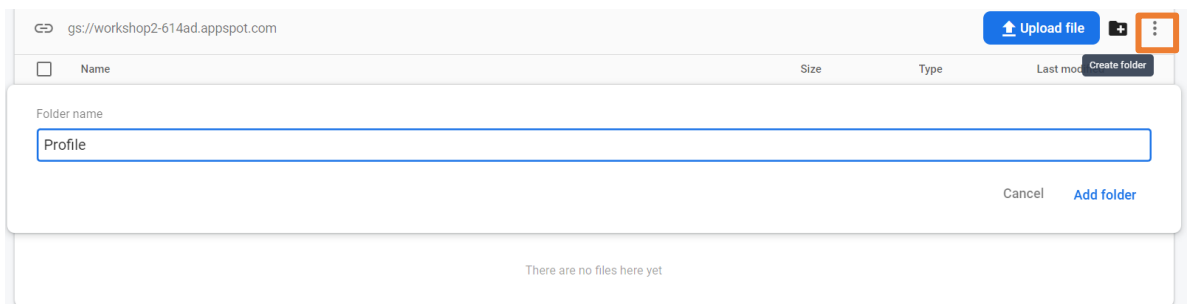 gs://workshop2-614ad.appspot.com Upload file
Name Size Type Last mod
Create folder
Folder name
Profile
Cancel Add folder
There are no files here yet